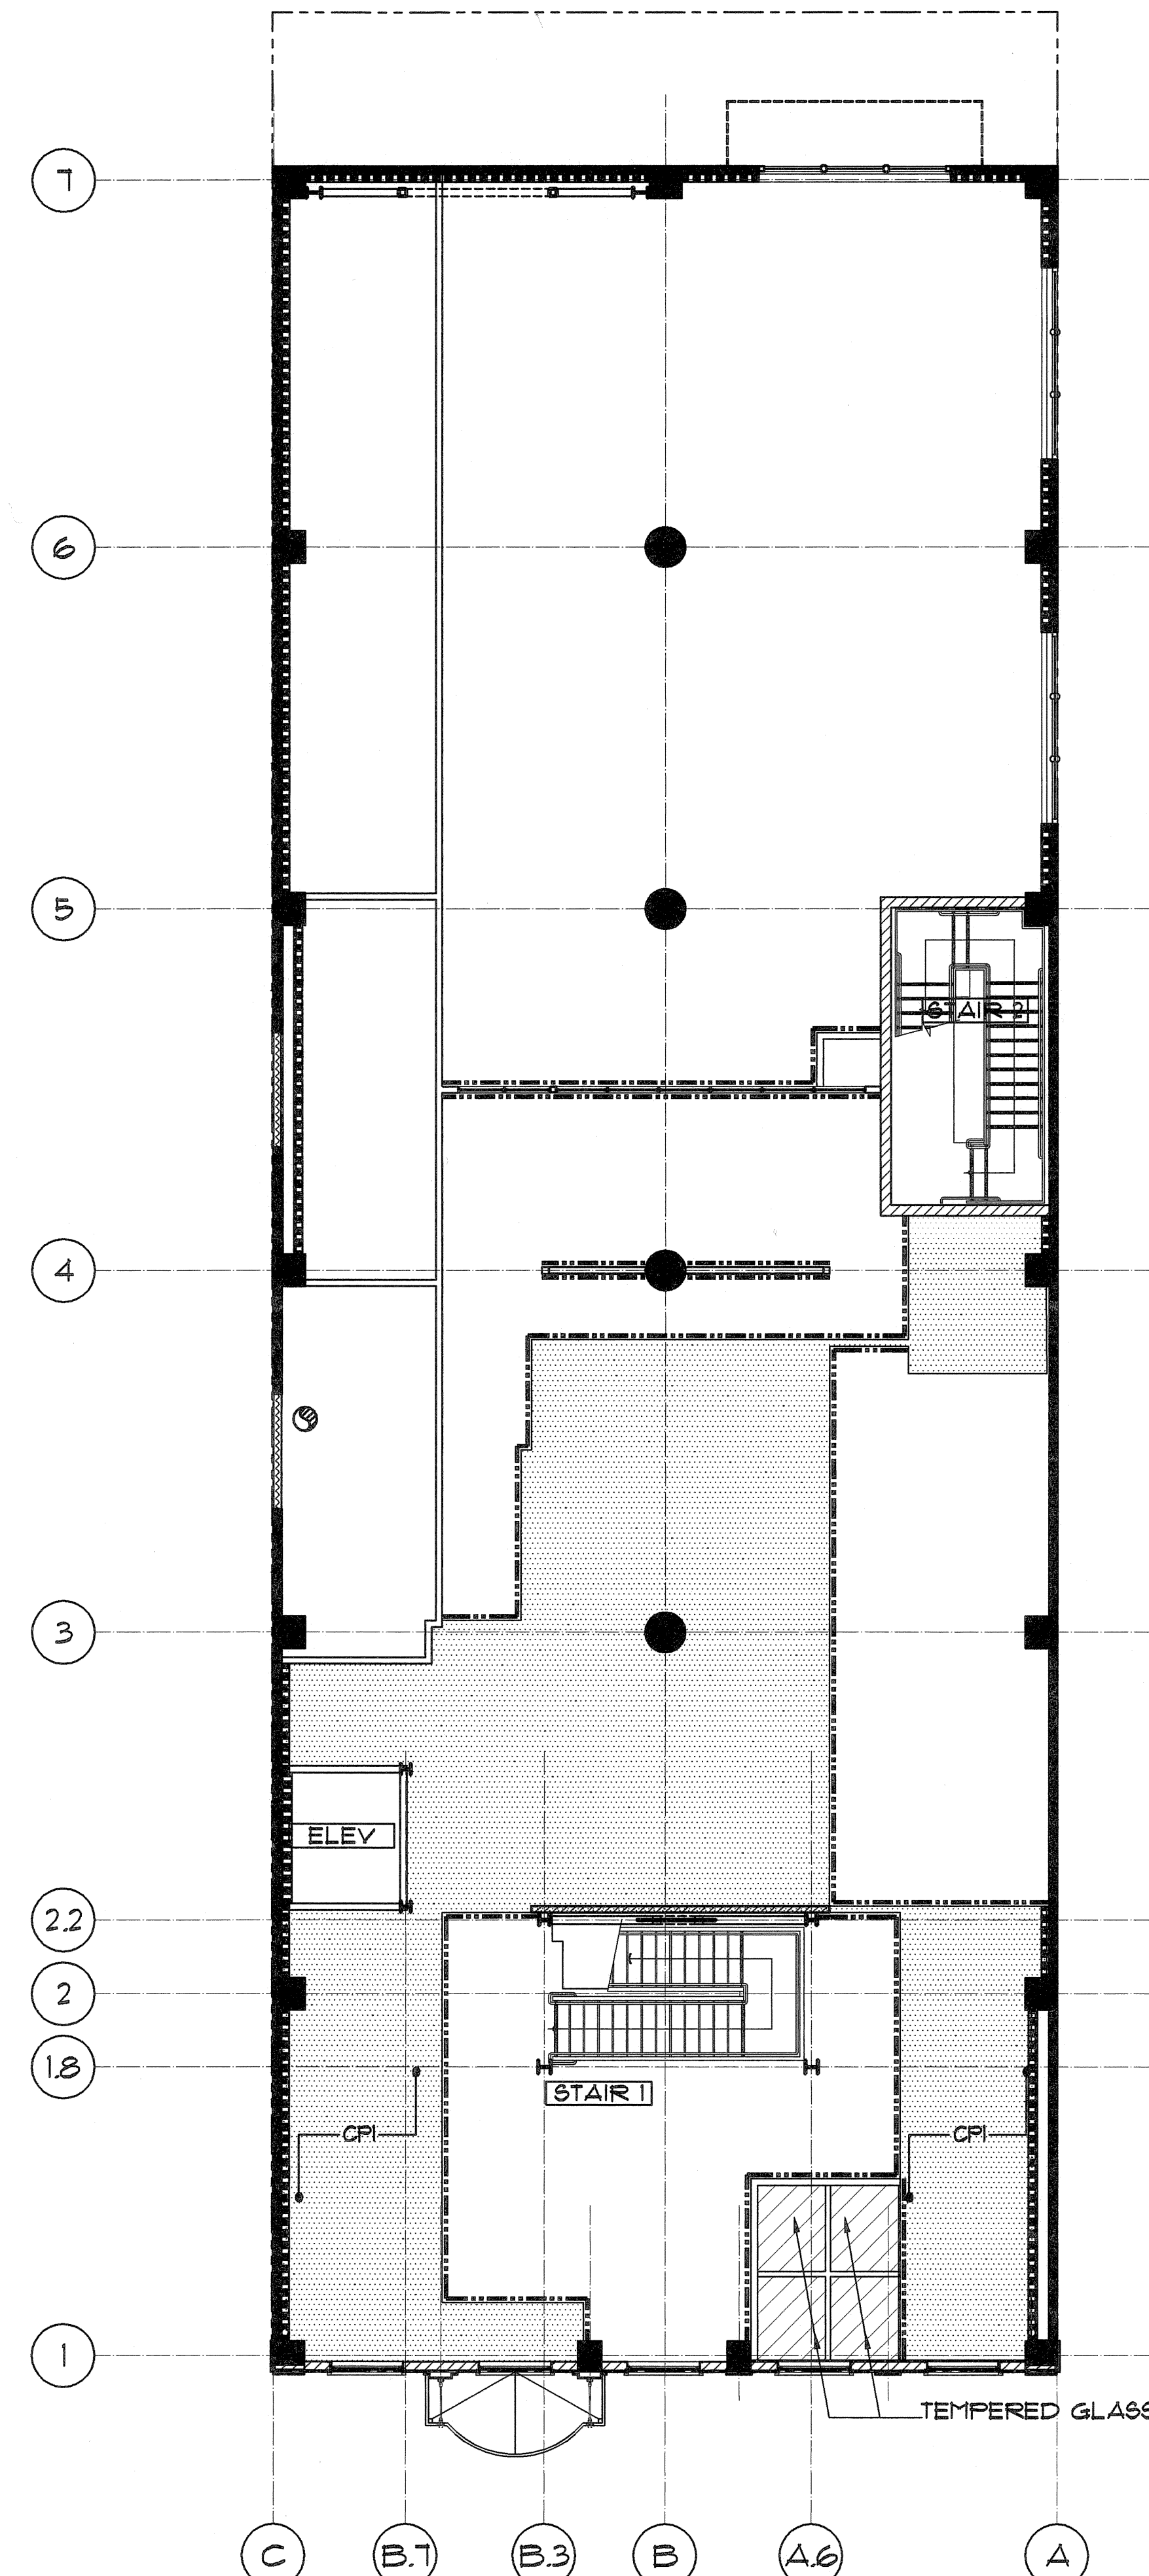 7
6
5
STAIR 2
4
3
ELEV
2.2
2
1.8
STAIR 1
CPI
CPI
1
TEMPERED GLASS
C
B.7
B.3
B
A.6
A